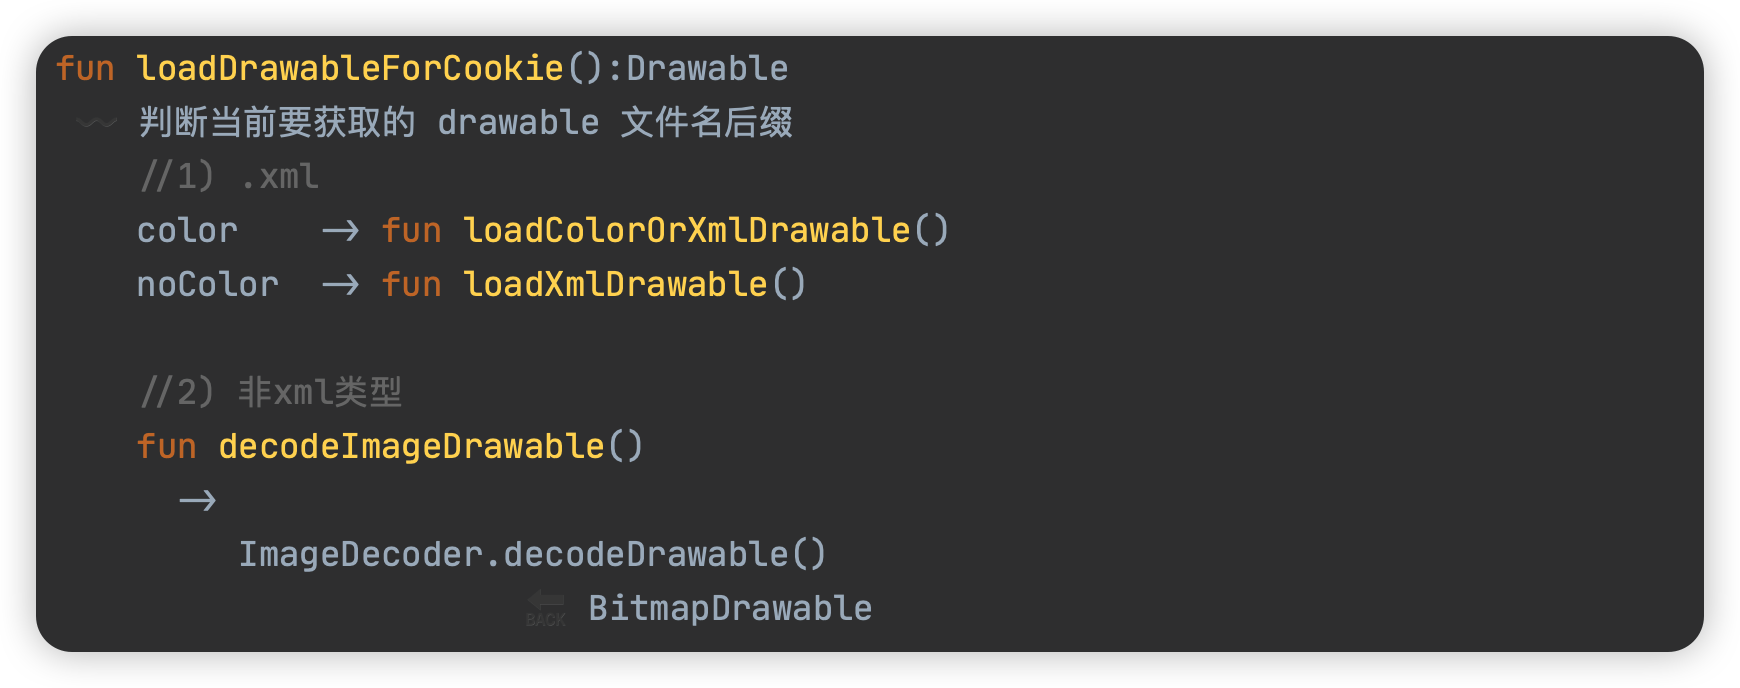 fun loadDrawableForCookie():Drawable
〰️ 判断当前要获取的 drawable 文件名后缀
//1) .xml
color -> fun loadColorOrXmlDrawable()
noColor -> fun loadXmlDrawable()
//2) 非xml类型
fun decodeImageDrawable()
->
ImageDecoder.decodeDrawable()
🔙 BitmapDrawable